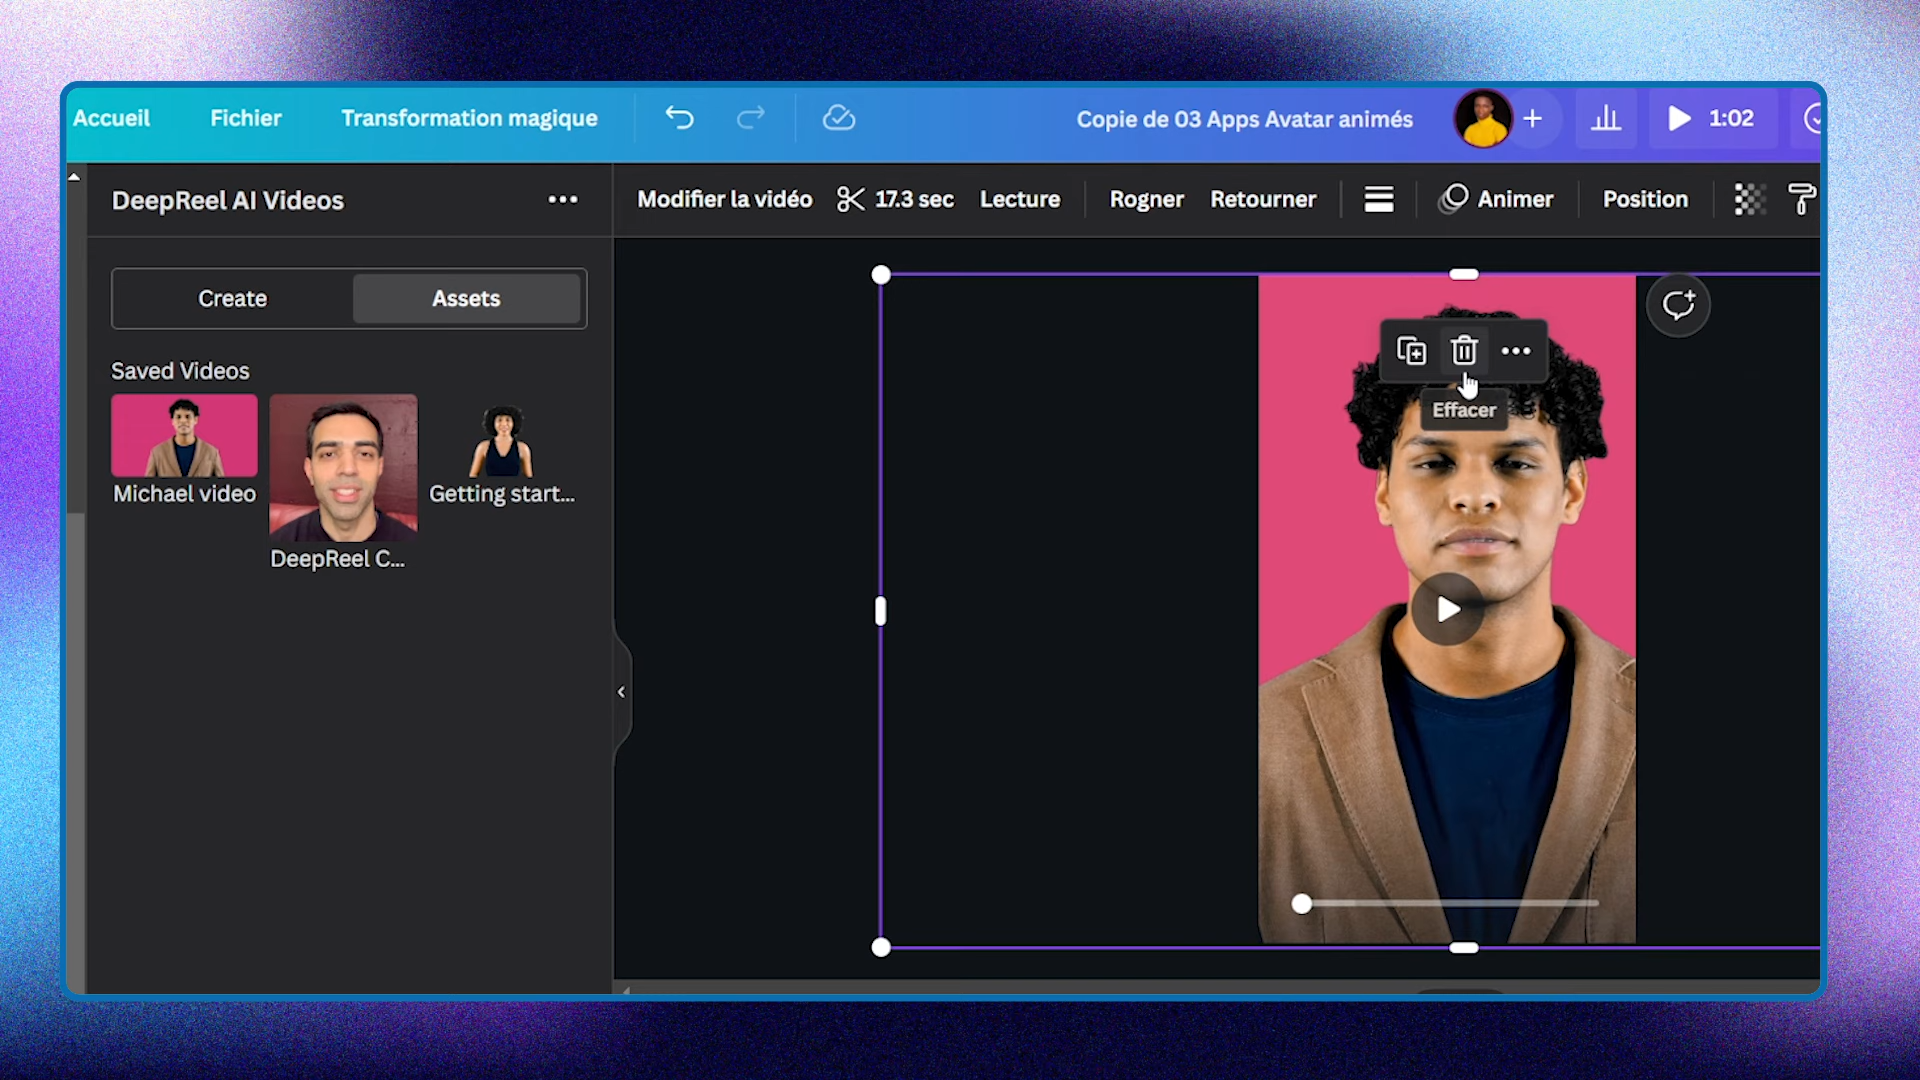 Accueil
Fichier
Transformation magique
Copie de 03 Apps Avatar animés
1:02
DeepReel AI Videos
Modifier la vidéo
17.3 sec
Lecture
Rogner
Retourner
Animer
Position
Create
Assets
Saved Videos
Effacer
Michael video
DeepReel C...
Getting start...